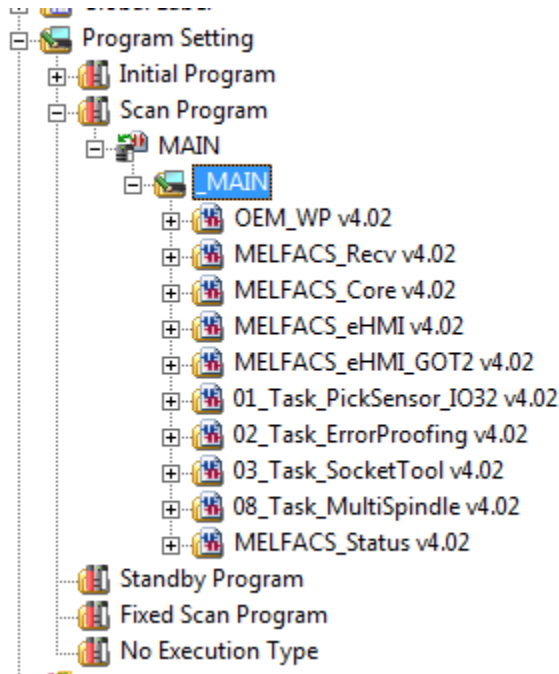 Global Label
Program Setting
Initial Program
Scan Program
MAIN
_MAIN
OEM_WP v4.02
MELFACS_Recv v4.02
MELFACS_Core v4.02
MELFACS_eHMI v4.02
MELFACS_eHMI_GOT2 v4.02
01_Task_PickSensor_IO32 v4.02
02_Task_ErrorProofing v4.02
03_Task_SocketTool v4.02
08_Task_MultiSpindle v4.02
MELFACS_Status v4.02
Standby Program
Fixed Scan Program
No Execution Type